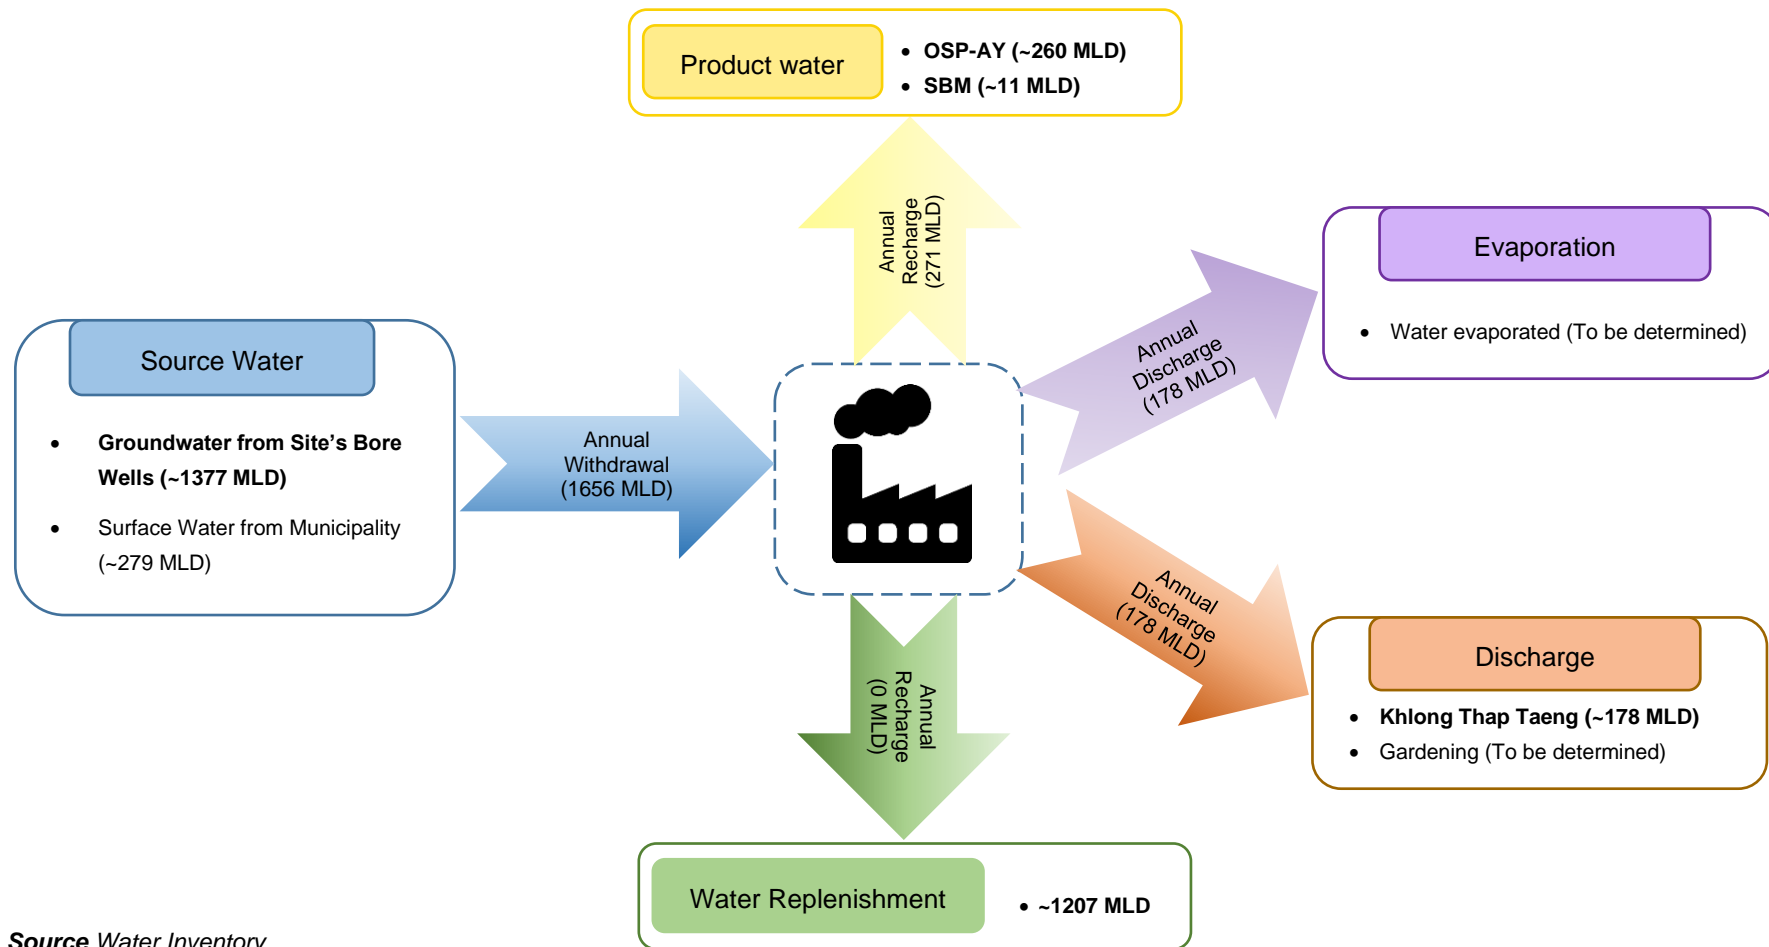 Product water
• OSP-AY (~260 MLD)
• SBM (~11 MLD)
Annual
Recharge
(271 MLD)
Evaporation
• Water evaporated (To be determined)
Annual
Discharge
(178 MLD)
Source Water
• Groundwater from Site’s Bore
Wells (~1377 MLD)
• Surface Water from Municipality
(~279 MLD)
Annual
Withdrawal
(1656 MLD)
Annual
Discharge
(178 MLD)
Discharge
• Khlong Thap Taeng (~178 MLD)
• Gardening (To be determined)
Annual
Recharge
(0 MLD)
Water Replenishment
• ~1207 MLD
Source Water Inventory